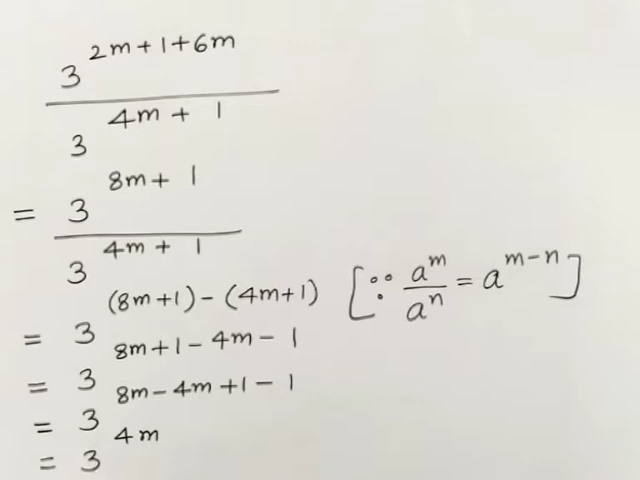 3^{2m+1+6m}
3^{4m+1}
= 3^{8m+1}
3^{4m+1}
= 3^{(8m+1)-(4m+1)} [∵ a^m/a^n = a^{m-n}]
= 3^{8m+1-4m-1}
= 3^{8m-4m+1-1}
= 3^{4m}